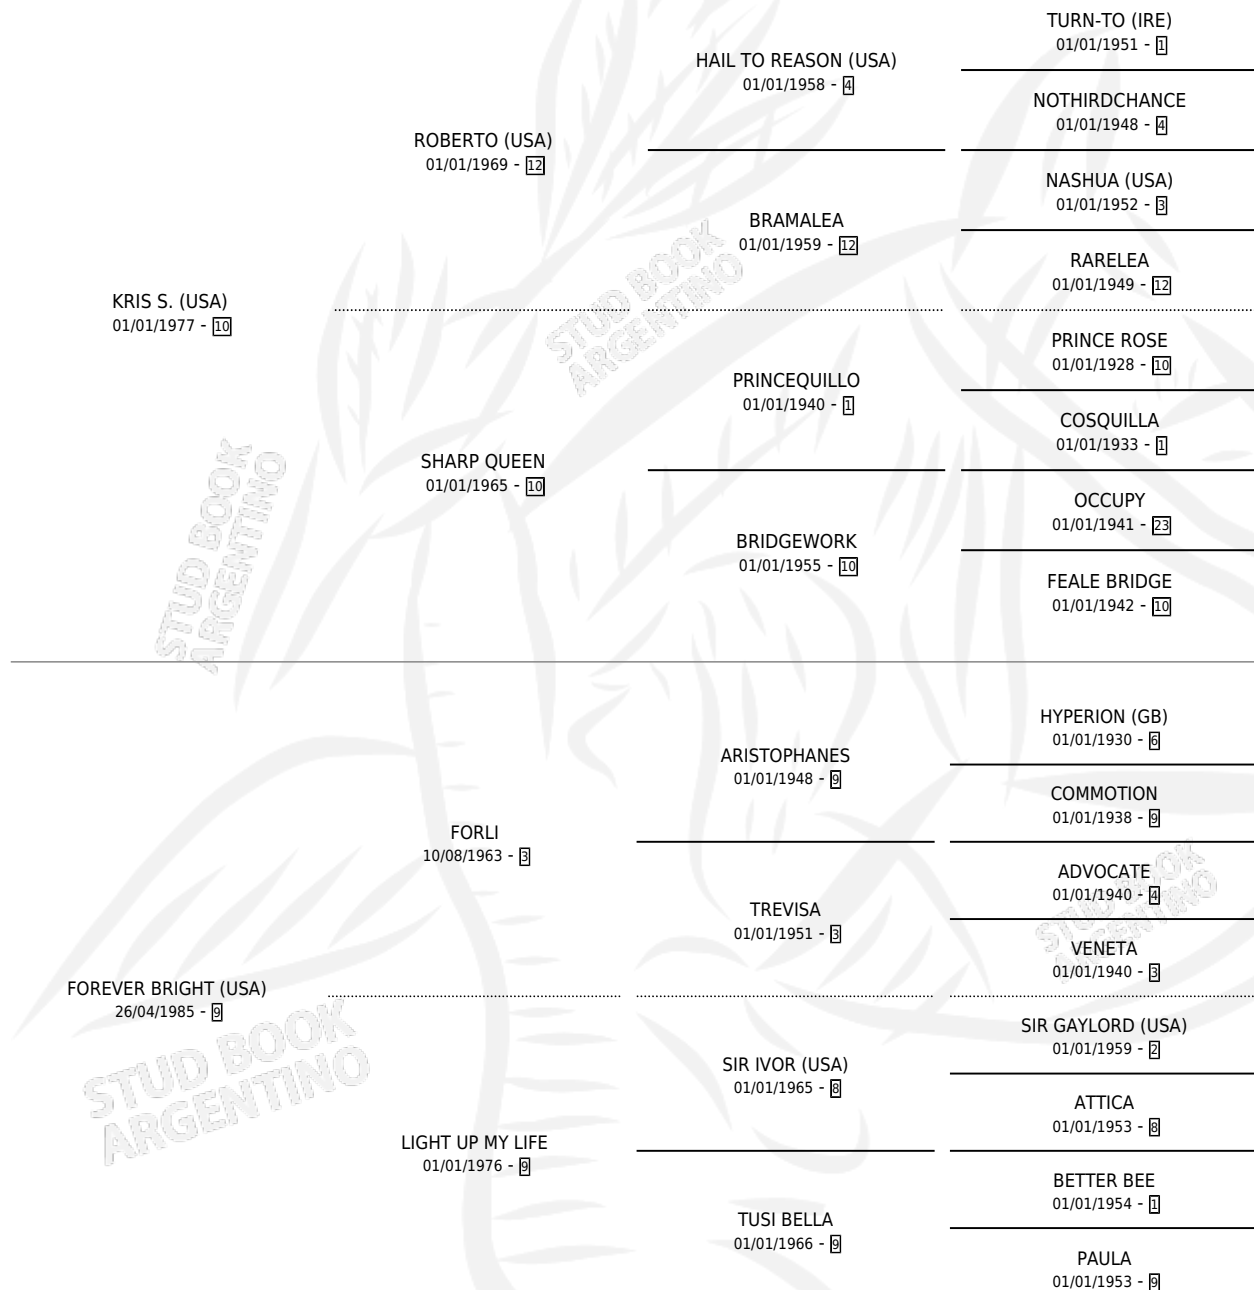 TURN-TO (IRE)
01/01/1951 - 1
HAIL TO REASON (USA)
01/01/1958 - 4
NOTHIRDCHANCE
01/01/1948 - 4
ROBERTO (USA)
01/01/1969 - 12
NASHUA (USA)
01/01/1952 - 3
BRAMALEA
01/01/1959 - 12
RARELEA
01/01/1949 - 12
KRIS S. (USA)
01/01/1977 - 10
PRINCE ROSE
01/01/1928 - 10
PRINCEQUILLO
01/01/1940 - 1
COSQUILLA
01/01/1933 - 1
SHARP QUEEN
01/01/1965 - 10
OCCUPY
01/01/1941 - 23
BRIDGEWORK
01/01/1955 - 10
FEALE BRIDGE
01/01/1942 - 10
HYPERION (GB)
01/01/1930 - 6
ARISTOPHANES
01/01/1948 - 9
COMMOTION
01/01/1938 - 9
FORLI
10/08/1963 - 3
ADVOCATE
01/01/1940 - 4
TREVISA
01/01/1951 - 3
VENETA
01/01/1940 - 3
FOREVER BRIGHT (USA)
26/04/1985 - 9
SIR GAYLORD (USA)
01/01/1959 - 2
SIR IVOR (USA)
01/01/1965 - 8
ATTICA
01/01/1953 - 8
LIGHT UP MY LIFE
01/01/1976 - 9
BETTER BEE
01/01/1954 - 1
TUSI BELLA
01/01/1966 - 9
PAULA
01/01/1953 - 9
STUD BOOK
ARGENTINO
STUD BOOK
ARGENTINO
STUD BOOK
ARGENTINO
STUD BOOK
ARGENTINO